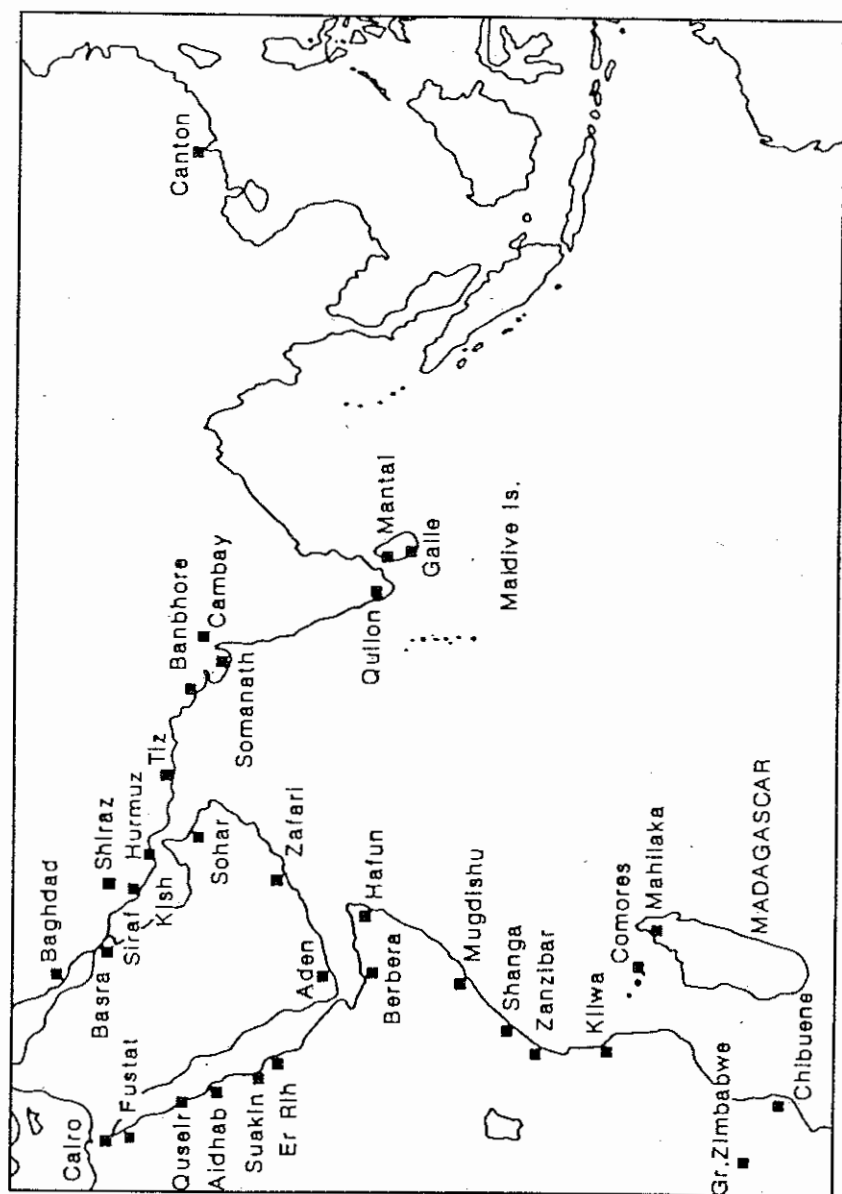 Canton
Baghdad
Shiraz
Hurmuz
Tiz
Banbhore
Cambay
Basra
Siraf
Kish
Sohar
Somanath
Zafari
Mantai
Galle
Quilon
Maldive Is.
Cairo
Fustat
Quseir
Aidhab
Suakin
Er Rih
Aden
Berbera
Hafun
Mugdishu
Shanga
Zanzibar
Kilwa
Comores
Mahilaka
MADAGASCAR
Gr.Zimbabwe
Chibuene